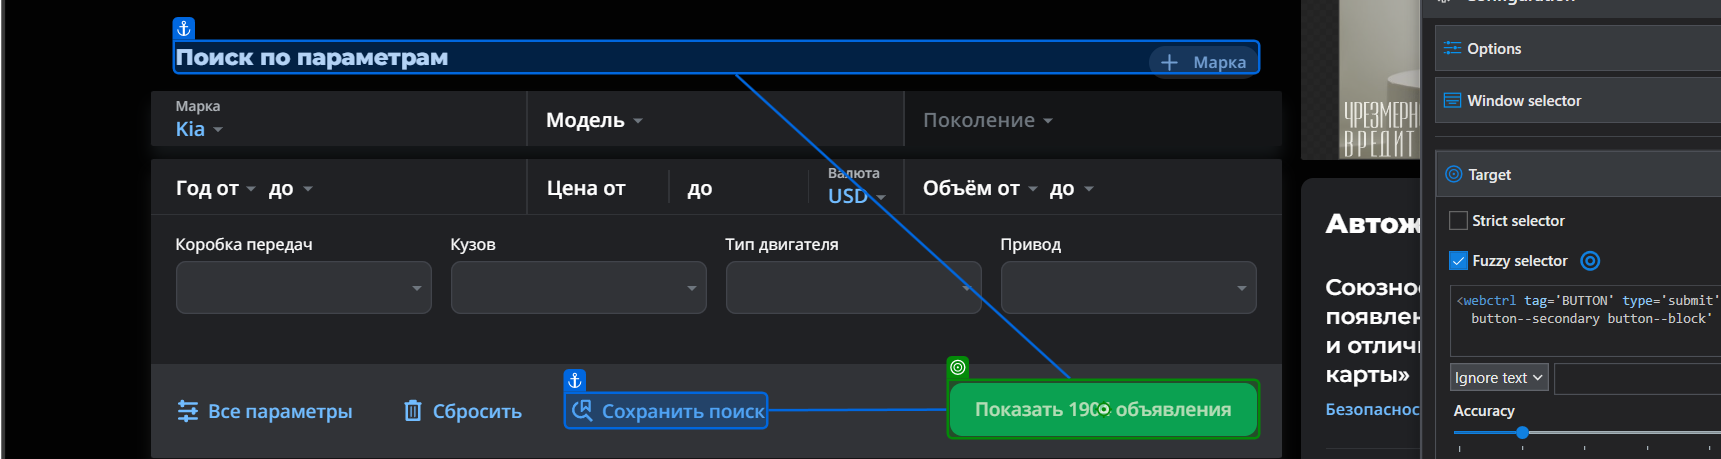 Поиск по параметрам
Марка
Марка
Kia
Модель
Поколение
Год от
до
Цена от
до
Валюта
USD
Объём от
до
Коробка передач
Кузов
Тип двигателя
Привод
Все параметры
Сбросить
Сохранить поиск
Показать объявления
ЧРЕЗМЕРН
ВРЕДИТ
Автож
Союзно
появлен
и отличи
карты»
Безопаснос
Configuration
Options
Window selector
Target
Strict selector
Fuzzy selector
<webctrl tag='BUTTON' type='submit'
button--secondary button--block'
Ignore text
Accuracy